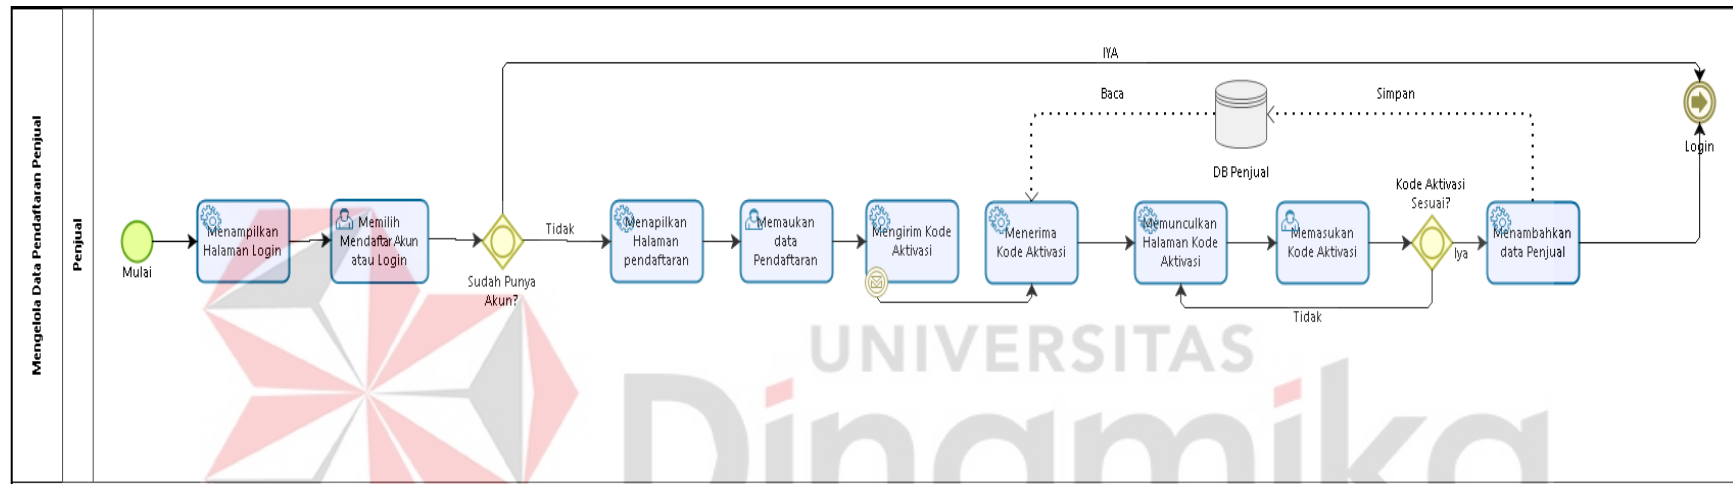 Mengelola Data Pendaftaran Penjual
Penjual
Mulai
Menampilkan
Halaman Login
Memilih
Mendaftar Akun
atau Login
Sudah Punya
Akun?
IYA
Tidak
Menapilkan
Halaman
pendaftaran
Memaukan
data
Pendaftaran
Mengirim Kode
Aktivasi
Menerima
Kode Aktivasi
Baca
DB Penjual
Simpan
Memunculkan
Halaman Kode
Aktivasi
Memasukan
Kode Aktivasi
Kode Aktivasi
Sesuai?
Iya
Tidak
Menambahkan
data Penjual
Login
UNIVERSITAS
Dinamika